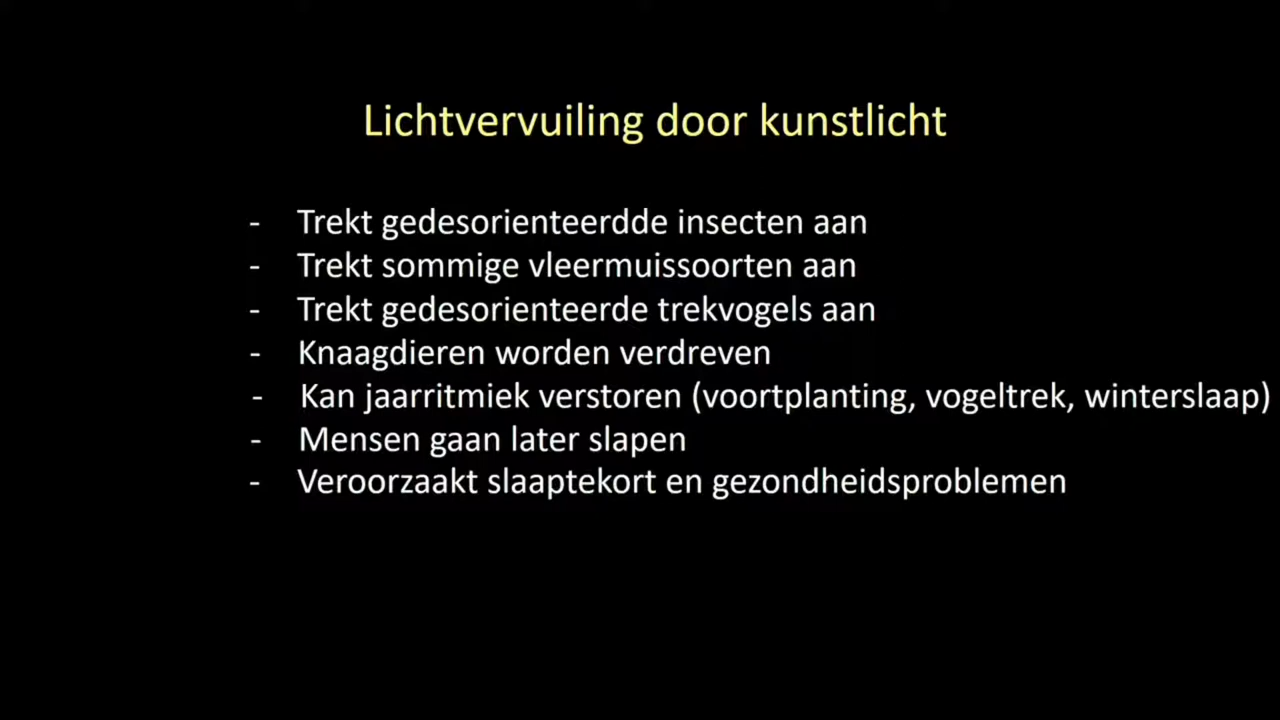 Lichtvervuiling door kunstlicht
- Trekt gedesorienteerdde insecten aan
- Trekt sommige vleermuissoorten aan
- Trekt gedesorienteerde trekvogels aan
- Knaagdieren worden verdreven
- Kan jaarritmiek verstoren (voortplanting, vogeltrek, winterslaap)
- Mensen gaan later slapen
- Veroorzaakt slaaptekort en gezondheidsproblemen